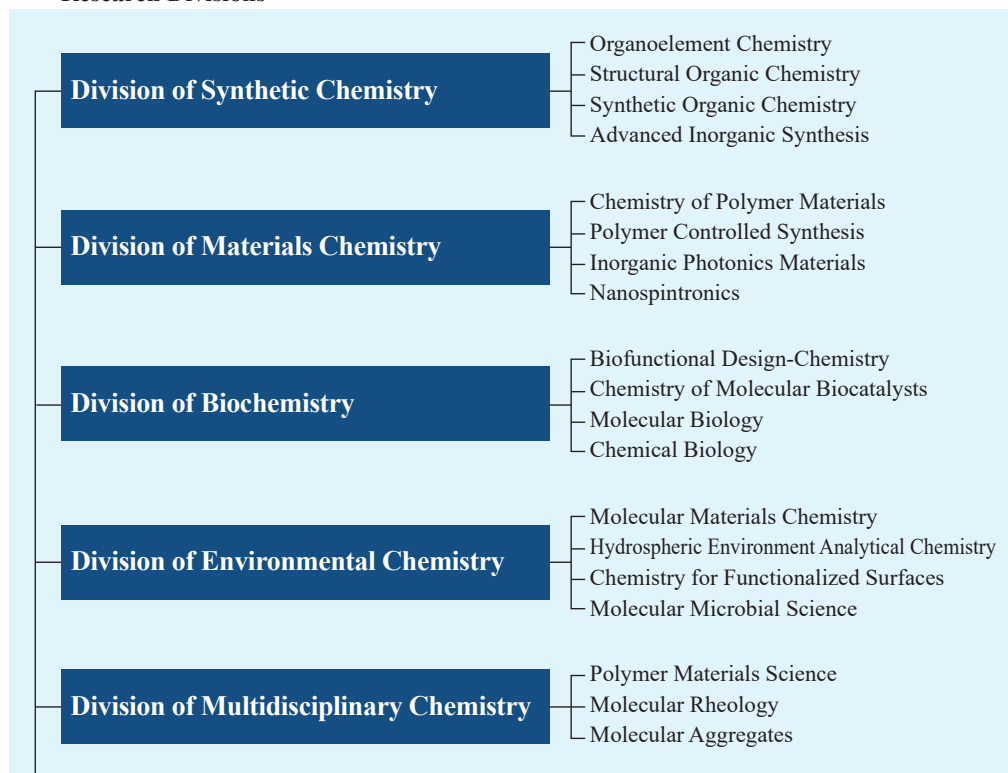 Research Divisions
Division of Synthetic Chemistry
Organoelement Chemistry
Structural Organic Chemistry
Synthetic Organic Chemistry
Advanced Inorganic Synthesis
Division of Materials Chemistry
Chemistry of Polymer Materials
Polymer Controlled Synthesis
Inorganic Photonics Materials
Nanospintronics
Division of Biochemistry
Biofunctional Design-Chemistry
Chemistry of Molecular Biocatalysts
Molecular Biology
Chemical Biology
Division of Environmental Chemistry
Molecular Materials Chemistry
Hydrospheric Environment Analytical Chemistry
Chemistry for Functionalized Surfaces
Molecular Microbial Science
Division of Multidisciplinary Chemistry
Polymer Materials Science
Molecular Rheology
Molecular Aggregates